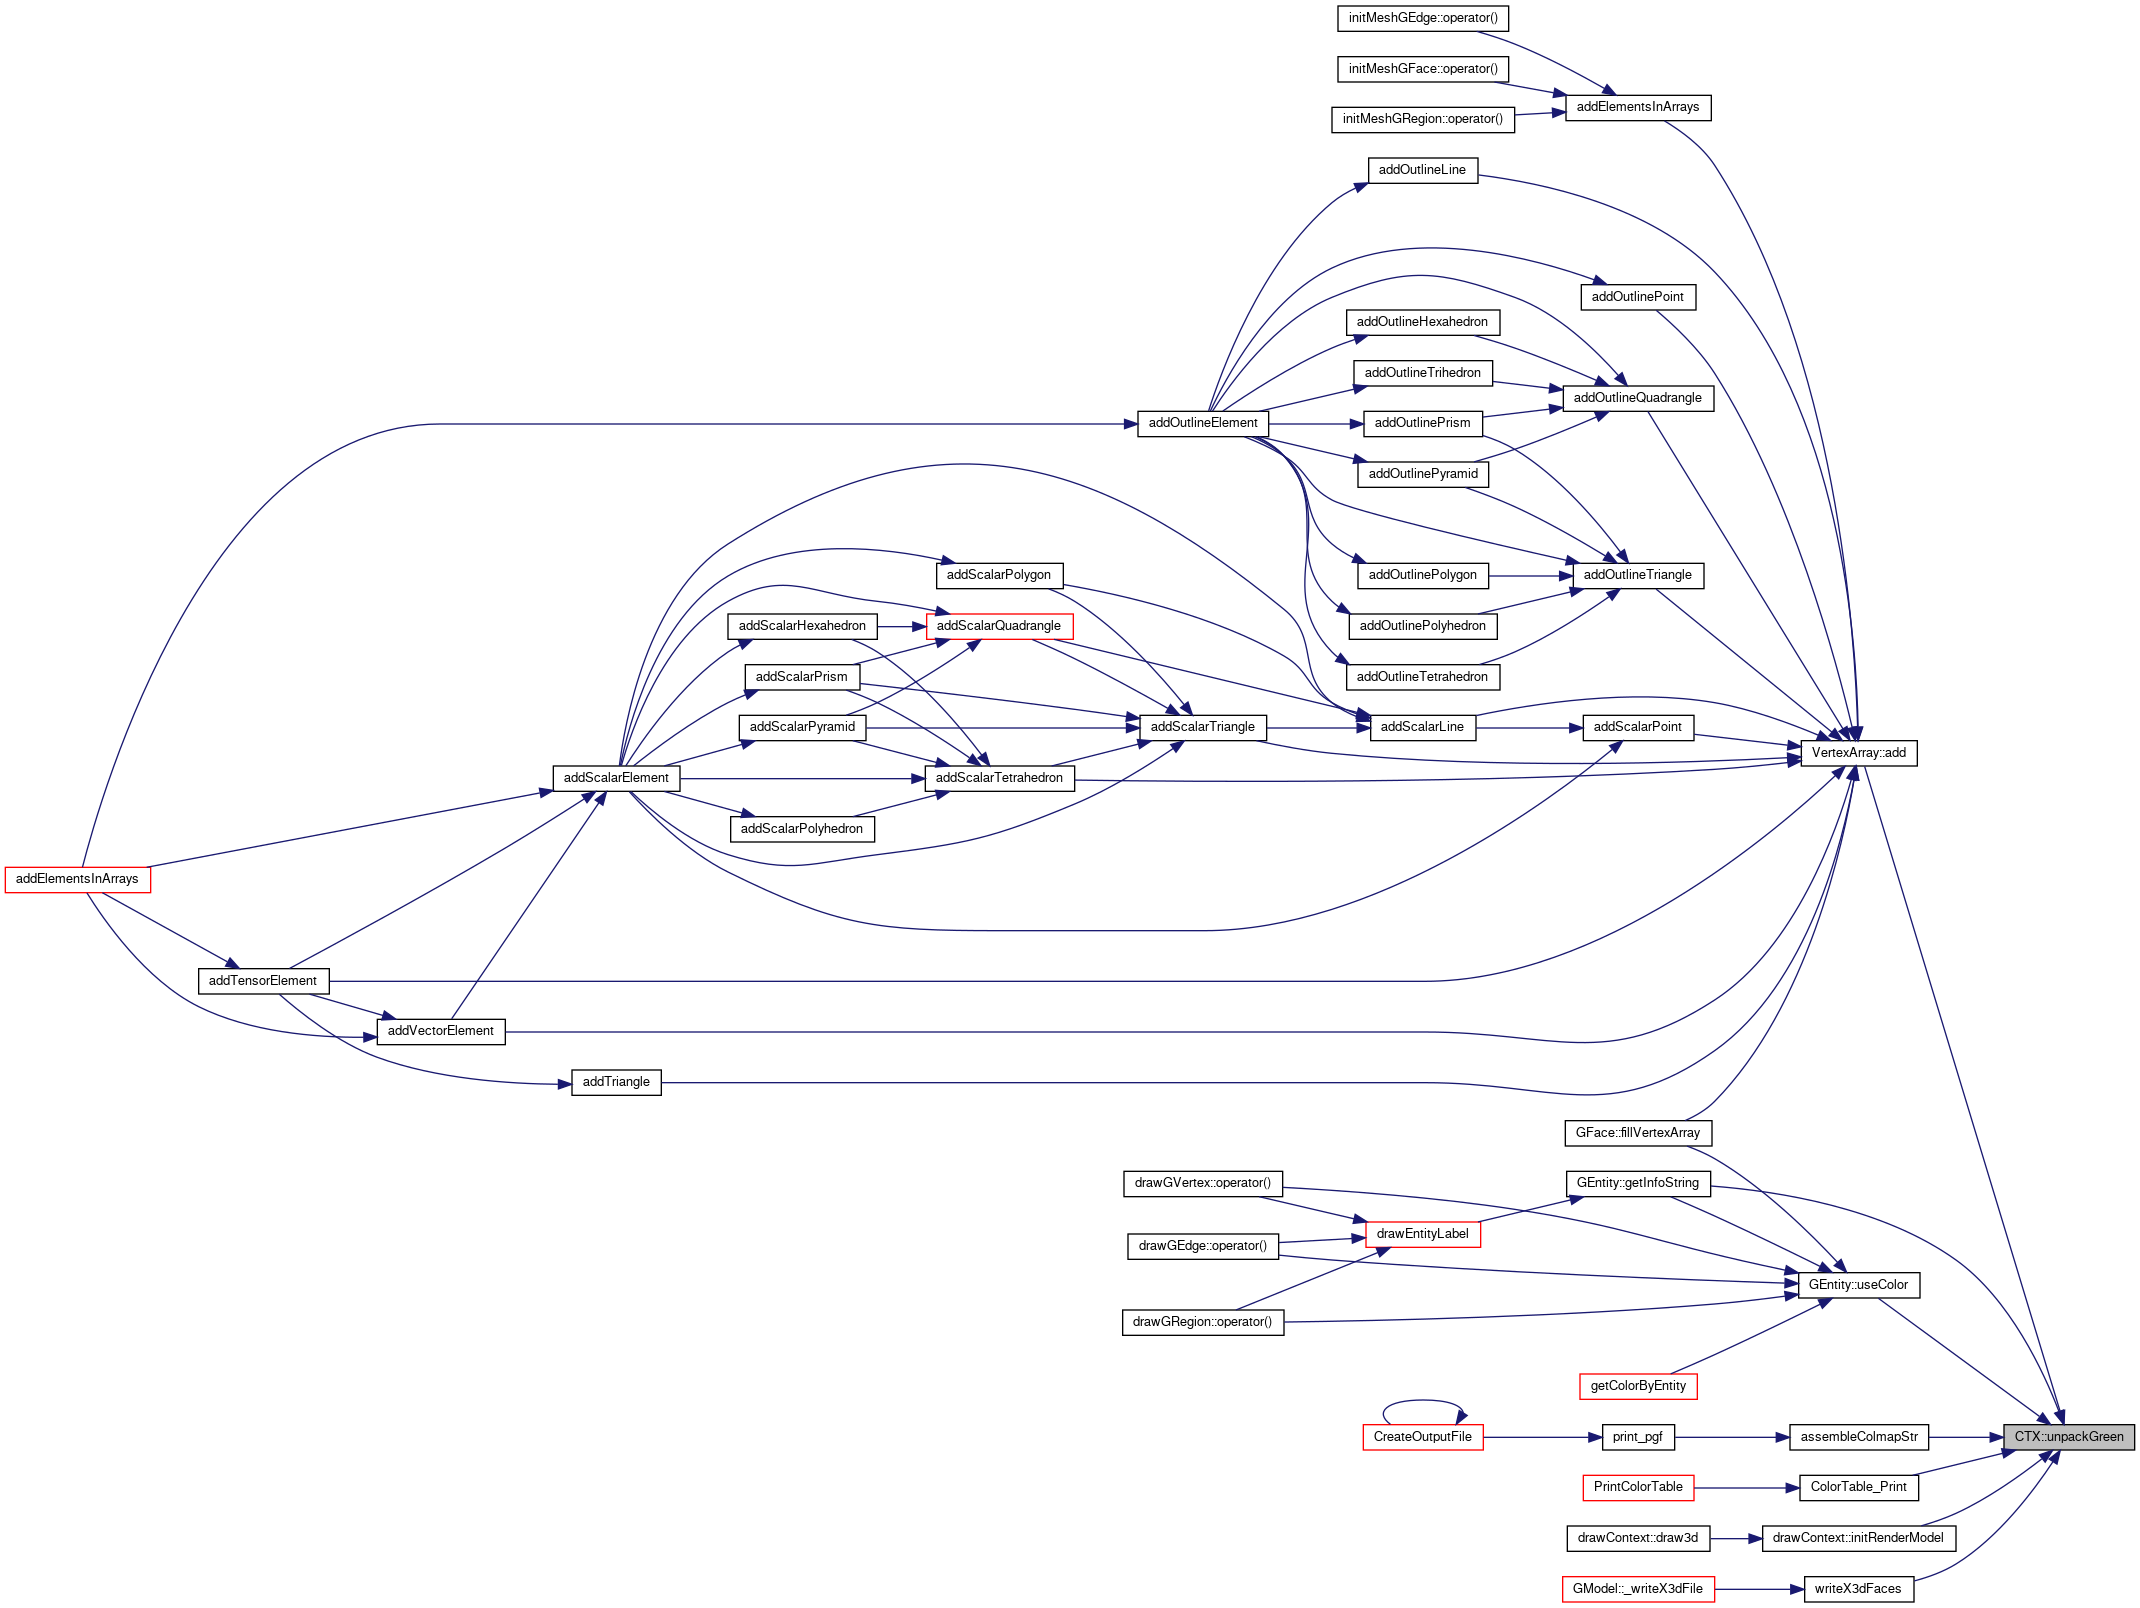 initMeshGEdge::operator()
initMeshGFace::operator()
addElementsInArrays
initMeshGRegion::operator()
addOutlineLine
addOutlinePoint
addOutlineHexahedron
addOutlineTrihedron
addOutlineQuadrangle
addOutlineElement
addOutlinePrism
addOutlinePyramid
addScalarPolygon
addOutlinePolygon
addOutlineTriangle
addScalarHexahedron
addScalarQuadrangle
addOutlinePolyhedron
addScalarPrism
addOutlineTetrahedron
addScalarPyramid
addScalarTriangle
addScalarLine
addScalarPoint
VertexArray::add
addScalarElement
addScalarTetrahedron
addScalarPolyhedron
addElementsInArrays
addTensorElement
addVectorElement
addTriangle
GFace::fillVertexArray
drawGVertex::operator()
GEntity::getInfoString
drawEntityLabel
drawGEdge::operator()
GEntity::useColor
drawGRegion::operator()
getColorByEntity
CreateOutputFile
print_pgf
assembleColmapStr
CTX::unpackGreen
PrintColorTable
ColorTable_Print
drawContext::draw3d
drawContext::initRenderModel
GModel::_writeX3dFile
writeX3dFaces